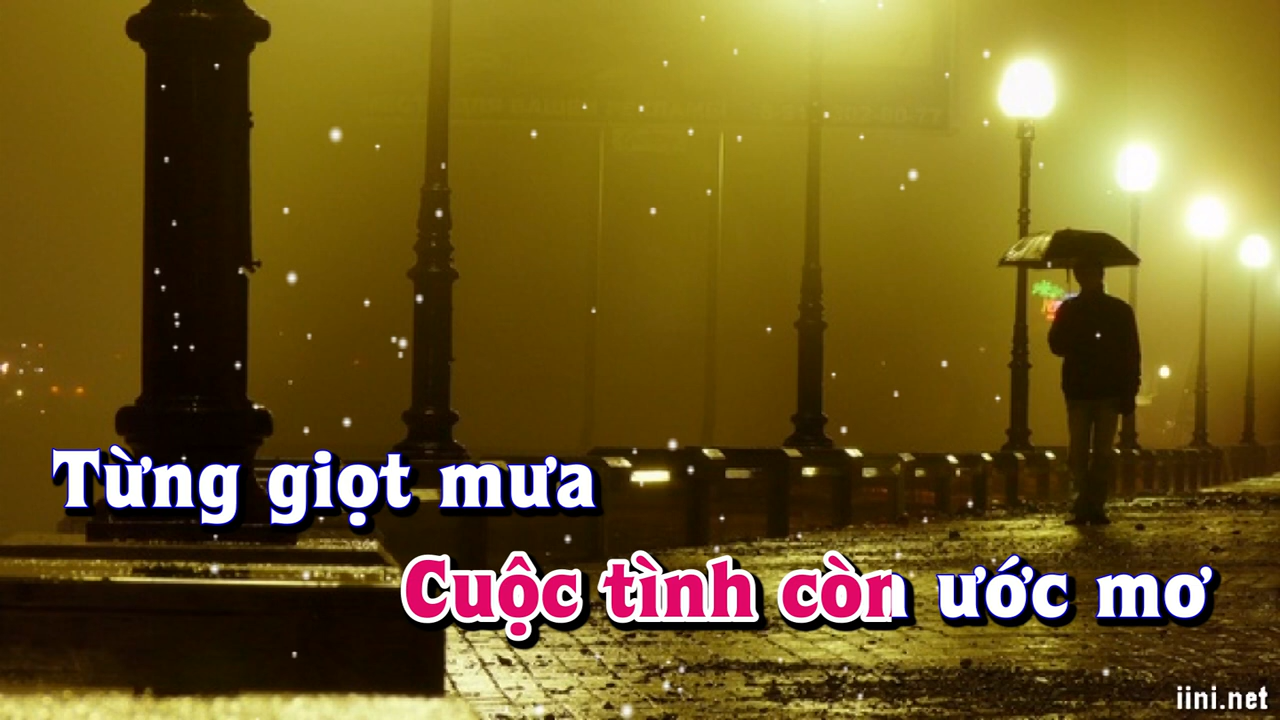 Từng giọt mưa
Cuộc tình còn ước mơ
iini.net